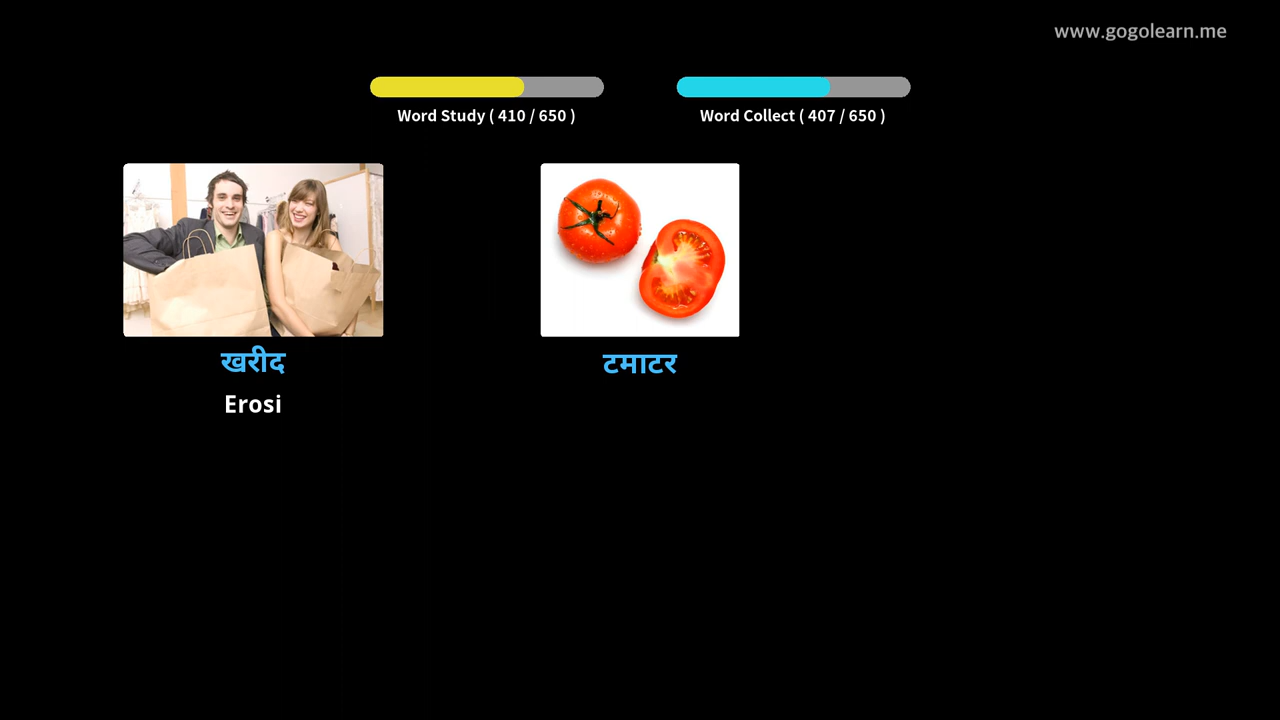 www.gogolearn.me
Word Study ( 410 / 650 )
Word Collect ( 407 / 650 )
खरीद
टमाटर
Erosi